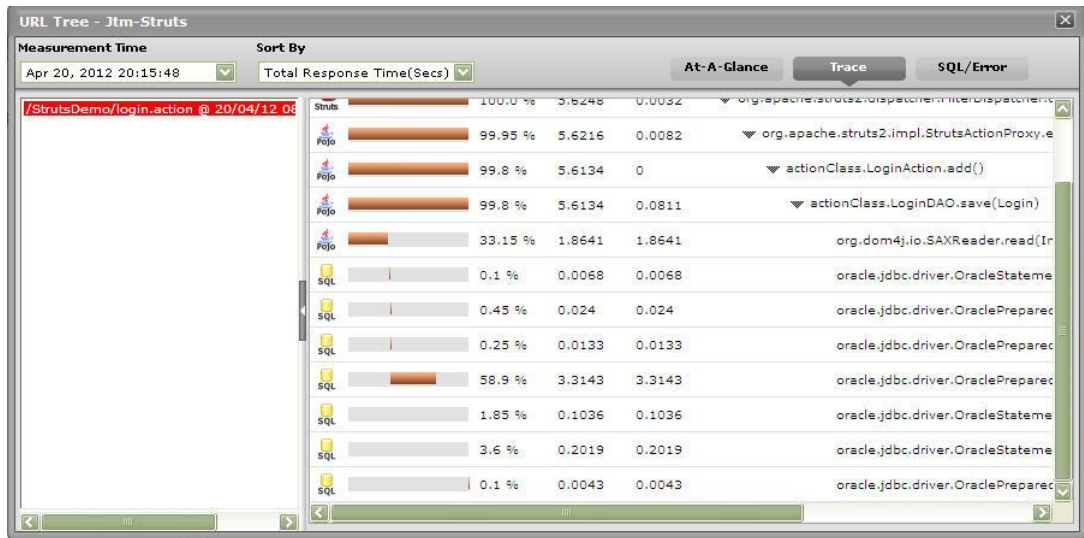 URL Tree - Jtm-Struts
Measurement Time
Sort By
Apr 20, 2012 20:15:48
Total Response Time(Secs)
At-A-Glance
Trace
SQL/Error
/StrutsDemo/login.action @ 20/04/12 08
Struts 100.0 % 5.6248 0.0032 org.apache.struts2.dispatcher.FilterDispatcher.
Pojo 99.95 % 5.6216 0.0082 org.apache.struts2.impl.StrutsActionProxy.e
Pojo 99.8 % 5.6134 0 actionClass.LoginAction.add()
Pojo 99.8 % 5.6134 0.0811 actionClass.LoginDAO.save(Login)
Pojo 33.15 % 1.8641 1.8641 org.dom4j.io.SAXReader.read(Ir
SQL 0.1 % 0.0068 0.0068 oracle.jdbc.driver.OracleStateme
SQL 0.45 % 0.024 0.024 oracle.jdbc.driver.OraclePreparec
SQL 0.25 % 0.0133 0.0133 oracle.jdbc.driver.OraclePreparec
SQL 58.9 % 3.3143 3.3143 oracle.jdbc.driver.OraclePreparec
SQL 1.85 % 0.1036 0.1036 oracle.jdbc.driver.OracleStateme
SQL 3.6 % 0.2019 0.2019 oracle.jdbc.driver.OracleStateme
SQL 0.1 % 0.0043 0.0043 oracle.jdbc.driver.OraclePreparec